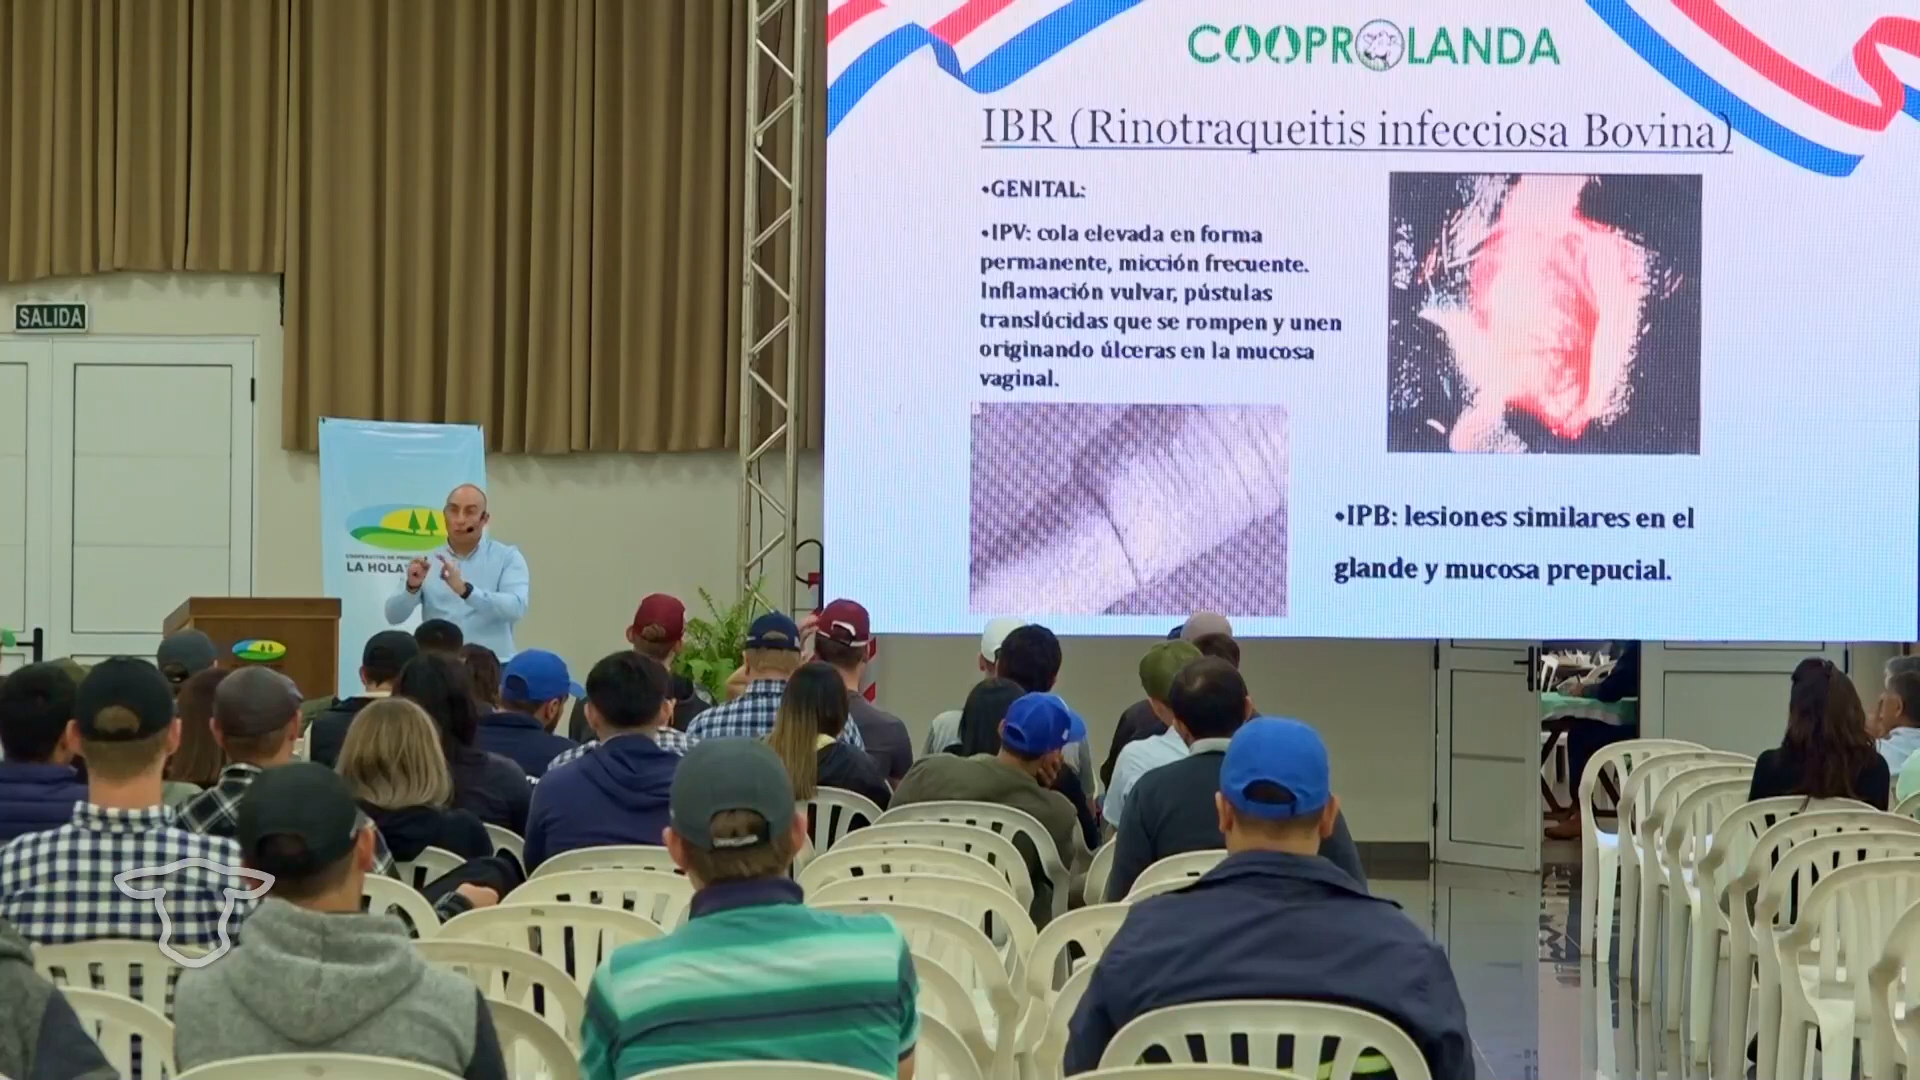 COOPROLANDA
IBR (Rinotraqueitis infecciosa Bovina)
•GENITAL:
•IPV: cola elevada en forma
permanente, micción frecuente.
Inflamación vulvar, pústulas
translúcidas que se rompen y unen
originando úlceras en la mucosa
vaginal.
•IPB: lesiones similares en el
glande y mucosa prepucial.
SALIDA
COOPERATIVA DE
LA